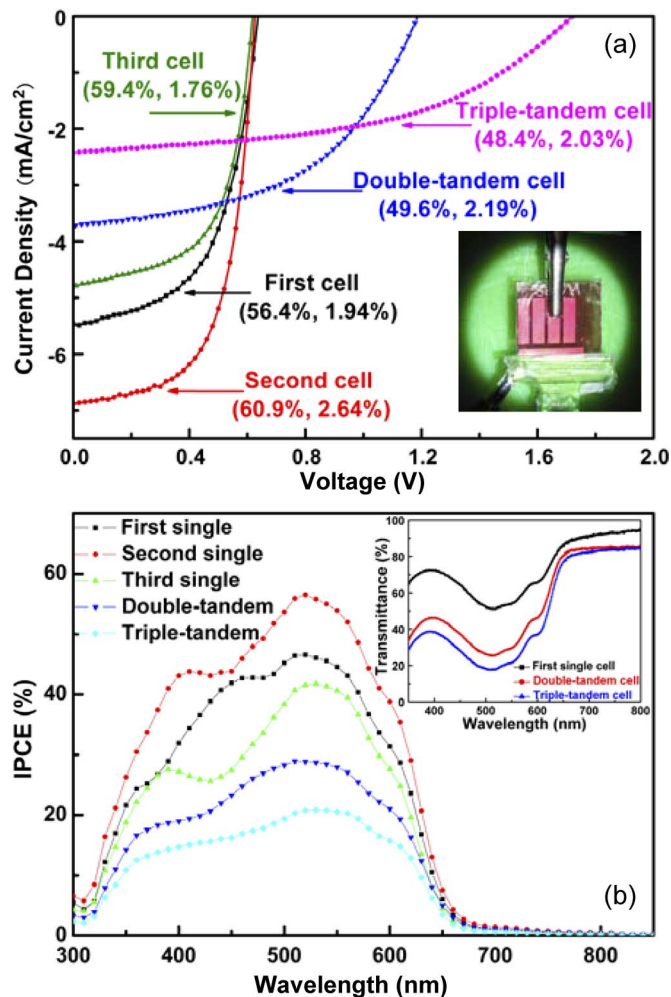 0
(a)
Third cell
(59.4%, 1.76%)
-2
Triple-tandem cell
(48.4%, 2.03%)
Double-tandem cell
(49.6%, 2.19%)
-4
First cell
(56.4%, 1.94%)
-6
Second cell
(60.9%, 2.64%)
Current Density (mA/cm²)
0.0 0.4 0.8 1.2 1.6 2.0
Voltage (V)
First single
Second single
Third single
Double-tandem
Triple-tandem
60
40
20
0
IPCE (%)
100
80
60
40
20
0
Transmittance (%)
First single cell
Double-tandem cell
Triple-tandem cell
400 500 600 700 800
Wavelength (nm)
(b)
300 400 500 600 700 800
Wavelength (nm)